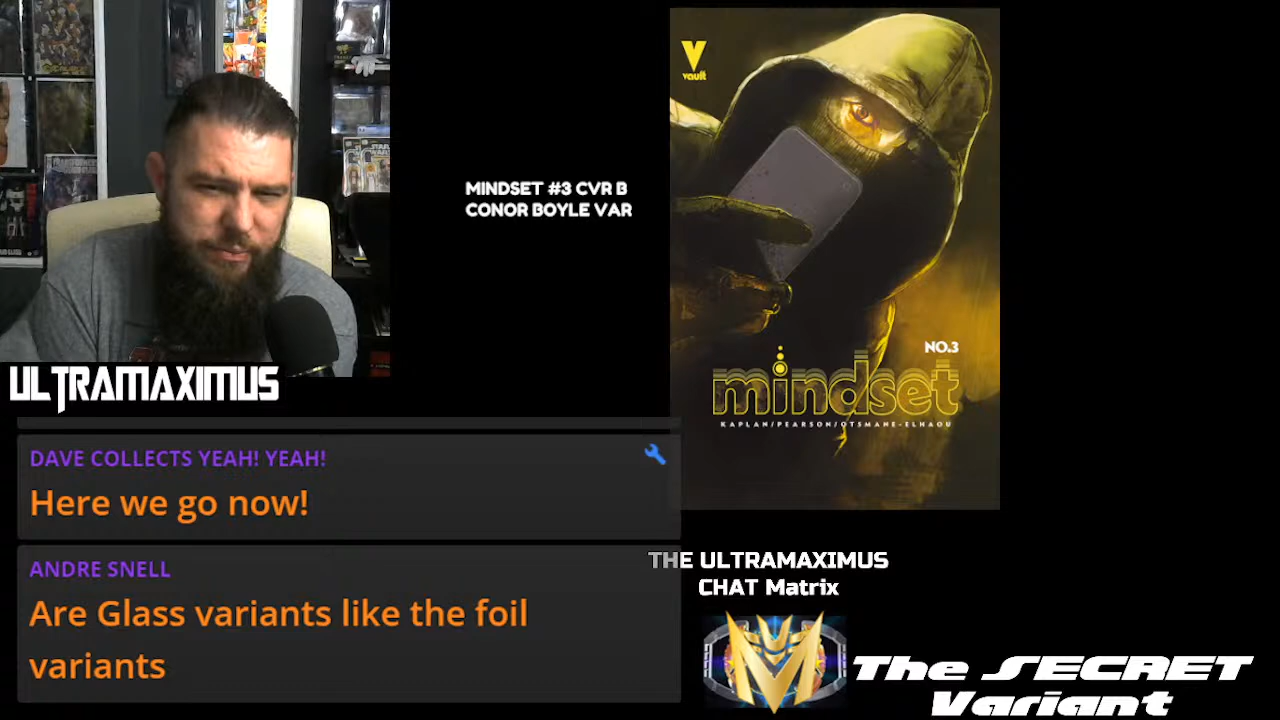 V
vault
MINDSET #3 CVR B
CONOR BOYLE VAR
NO.3
mindset
KAPLAN/PEARSON/OTSMANE-ELHAOU
ULTRAMAXIMUS
DAVE COLLECTS YEAH! YEAH!
Here we go now!
ANDRE SNELL
Are Glass variants like the foil
variants
THE ULTRAMAXIMUS
CHAT Matrix
The SECRET
Variant